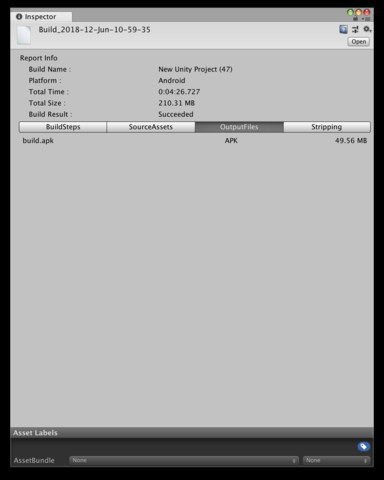 Inspector
Build_2018-12-Jun-10-59-35
Open
Report Info
Build Name : New Unity Project (47)
Platform : Android
Total Time : 0:04:26.727
Total Size : 210.31 MB
Build Result : Succeeded
BuildSteps SourceAssets OutputFiles Stripping
build.apk APK 49.56 MB
Asset Labels
AssetBundle None None